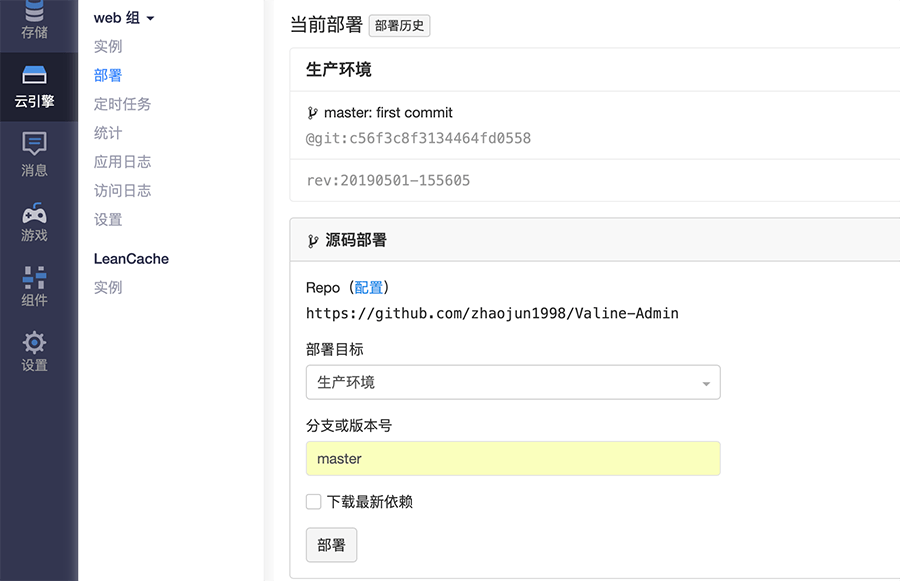 存储
云引擎
消息
游戏
组件
设置
web 组
实例
部署
定时任务
统计
应用日志
访问日志
设置
LeanCache
实例
当前部署 部署历史
生产环境
master: first commit
@git:c56f3c8f3134464fd0558
rev:20190501-155605
源码部署
Repo（配置）
https://github.com/zhaojun1998/Valine-Admin
部署目标
生产环境
分支或版本号
master
下载最新依赖
部署